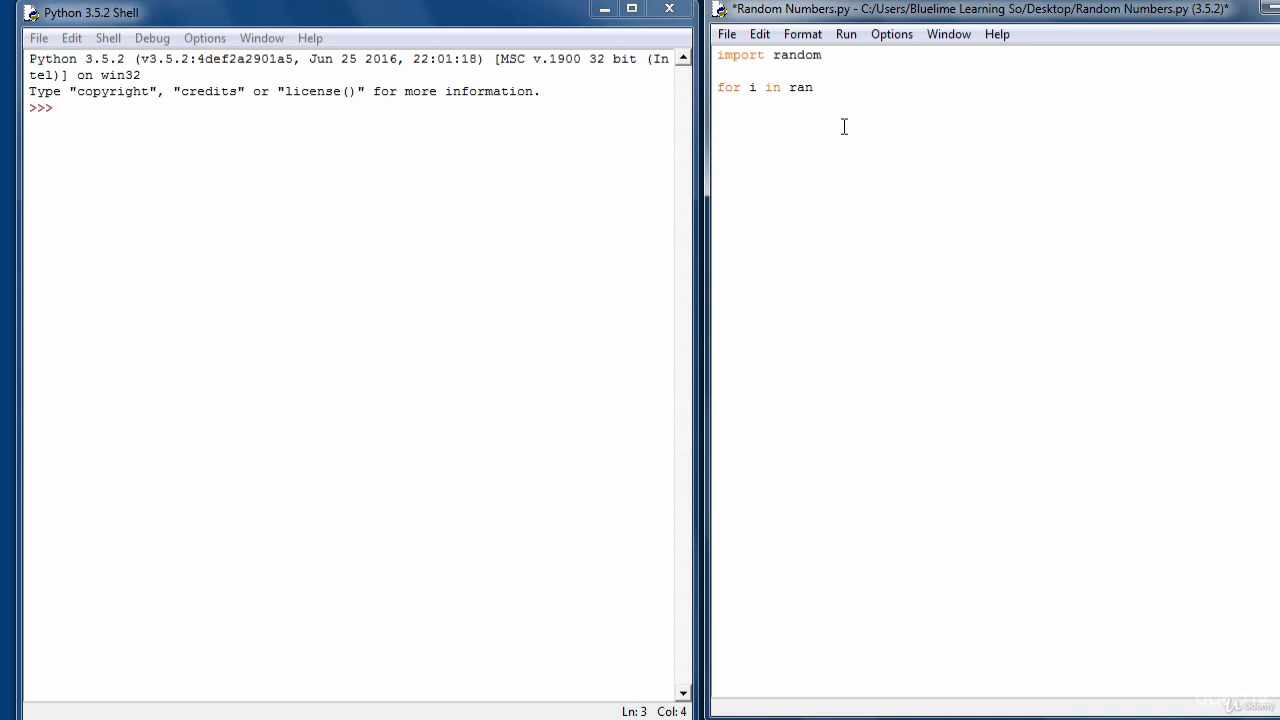 Python 3.5.2 Shell
File Edit Shell Debug Options Window Help
Python 3.5.2 (v3.5.2:4def2a2901a5, Jun 25 2016, 22:01:18) [MSC v.1900 32 bit (In
tel)] on win32
Type "copyright", "credits" or "license()" for more information.
>>>
Ln: 3 Col: 4
*Random Numbers.py - C:/Users/Bluelime Learning So/Desktop/Random Numbers.py (3.5.2)*
File Edit Format Run Options Window Help
import random
for i in ran
Udemy